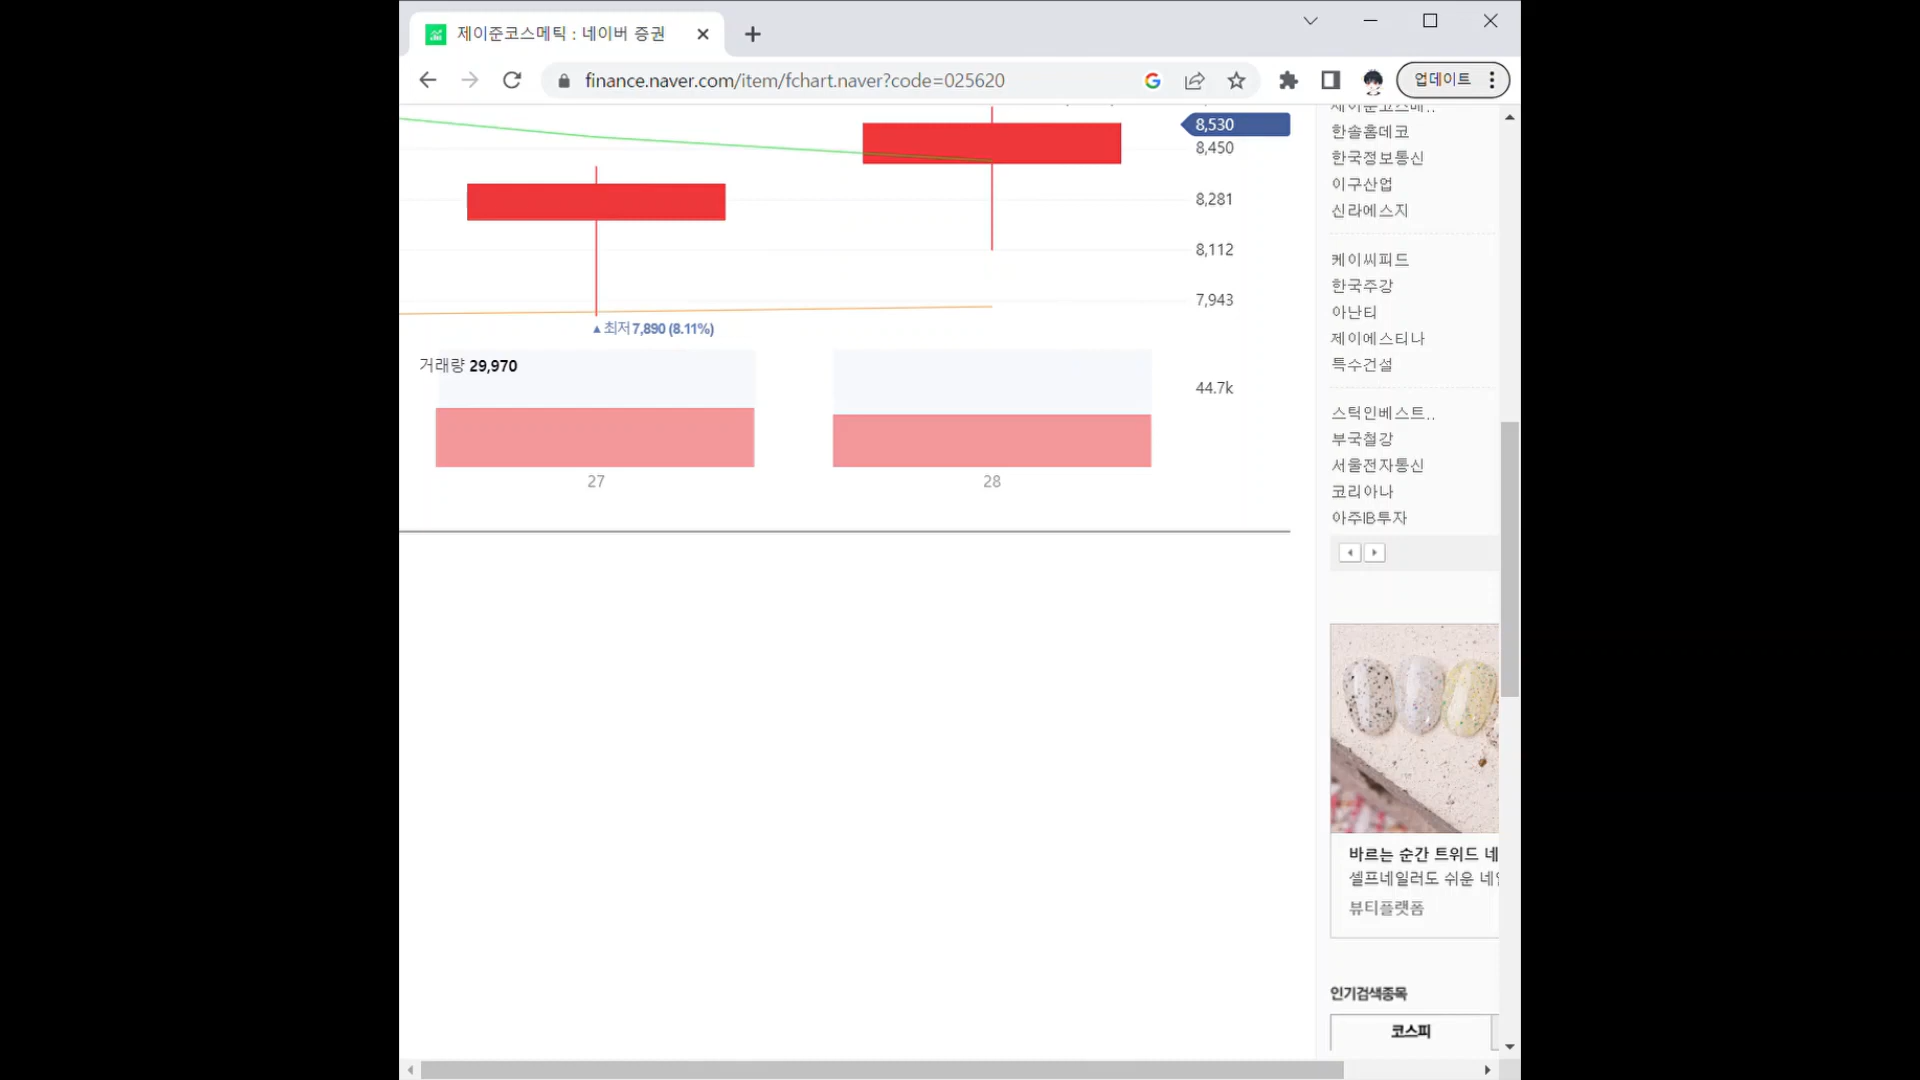 제이준코스메틱 : 네이버 증권
finance.naver.com/item/fchart.naver?code=025620
업데이트
8,530
8,450
8,281
8,112
7,943
▲최저 7,890 (8.11%)
거래량 29,970
44.7k
27
28
제이준코스메..
한솔홈데코
한국정보통신
이구산업
신라에스지
케이씨피드
한국주강
아난티
제이에스티나
특수건설
스틱인베스트..
부국철강
서울전자통신
코리아나
아주IB투자
바르는 순간 트위드 네
셀프네일러도 쉬운 네
뷰티플랫폼
인기검색종목
코스피